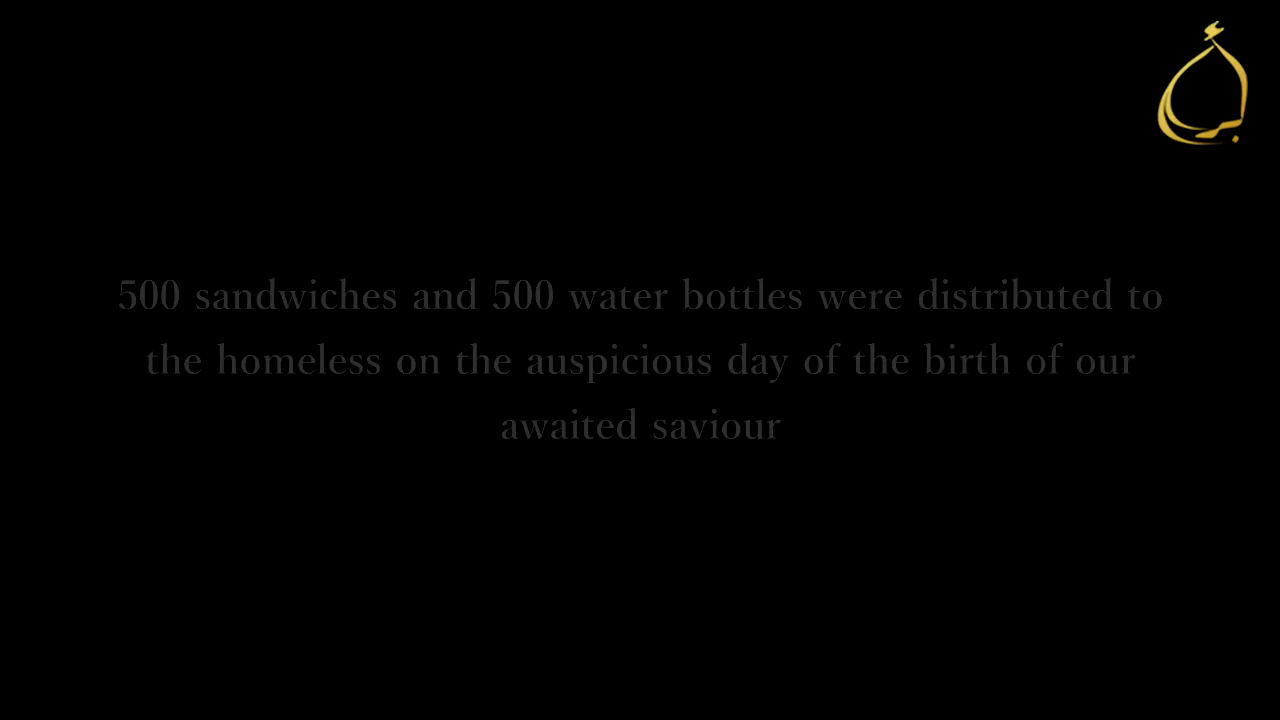 500 sandwiches and 500 water bottles were distributed to
the homeless on the auspicious day of the birth of our
awaited saviour